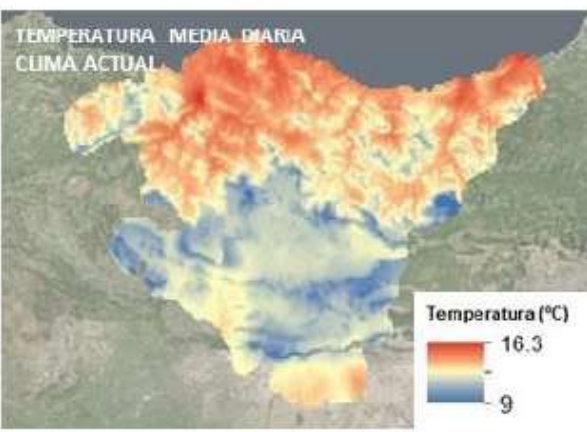 TEMPERATURA MEDIA DIARIA
CLIMA ACTUAL
Temperatura (ºC)
16.3
9